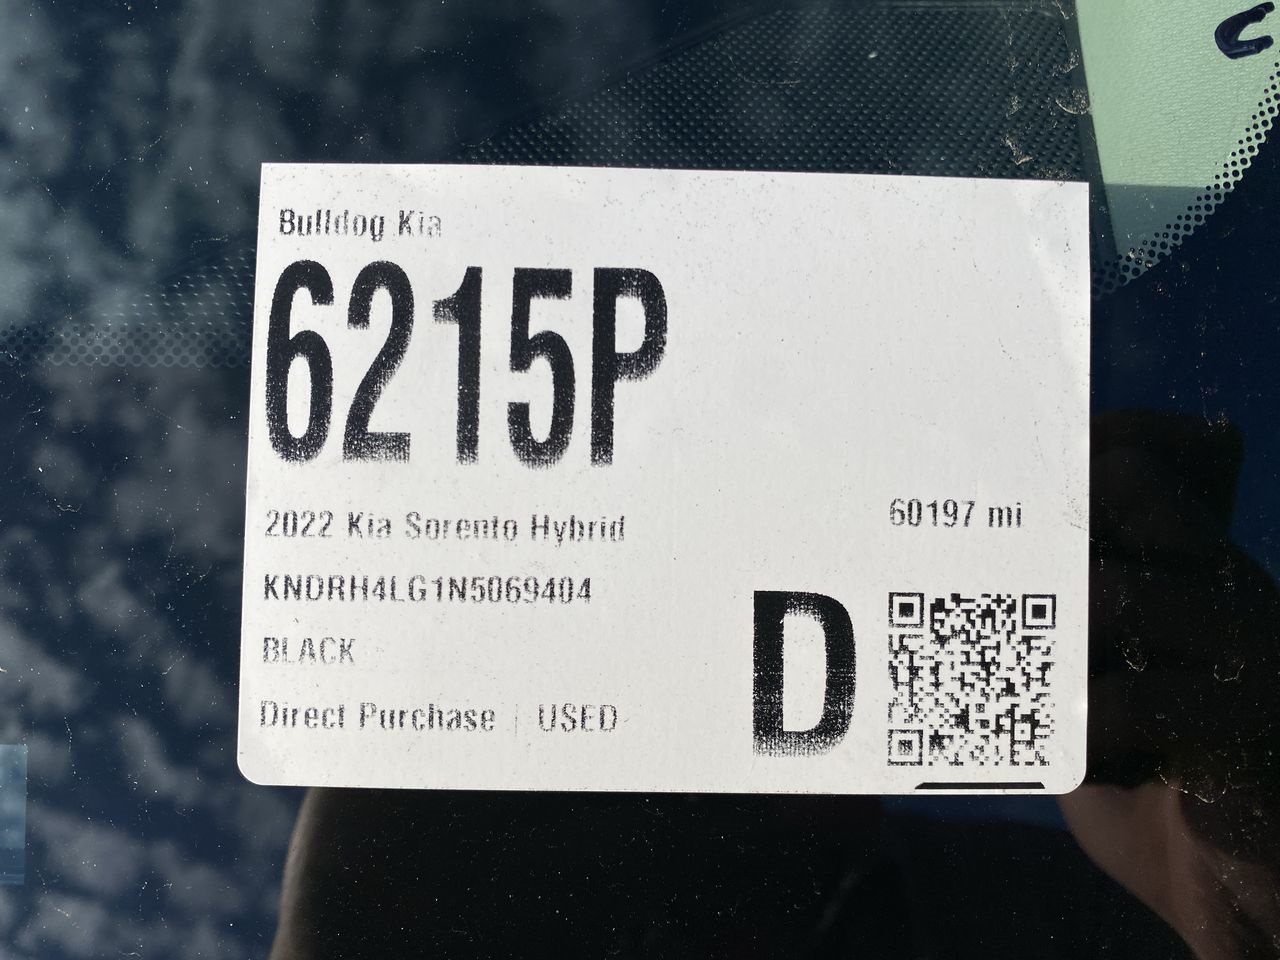 Bulldog Kia
6215P
2022 Kia Sorento Hybrid
60197 mi
KNDRH4LG1N5069404
BLACK
D
Direct Purchase | USED